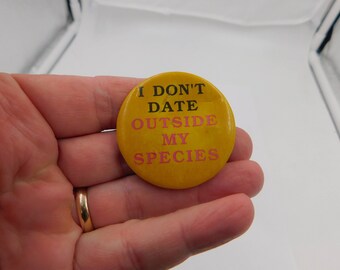 I DON'T
DATE
OUTSIDE
MY
SPECIES